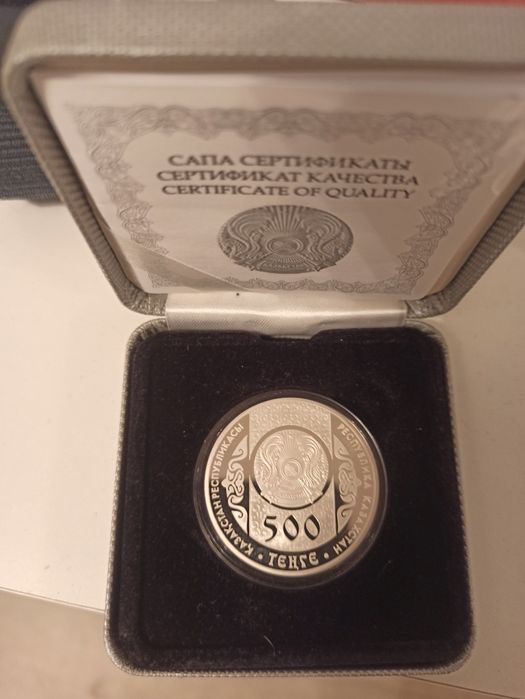 САПА СЕРТИФИКАТЫ
СЕРТИФИКАТ КАЧЕСТВА
CERTIFICATE OF QUALITY
ҚАЗАҚСТАН РЕСПУБЛИКАСЫ
РЕСПУБЛИКА КАЗАХСТАН
500
• ТЕҢГЕ •